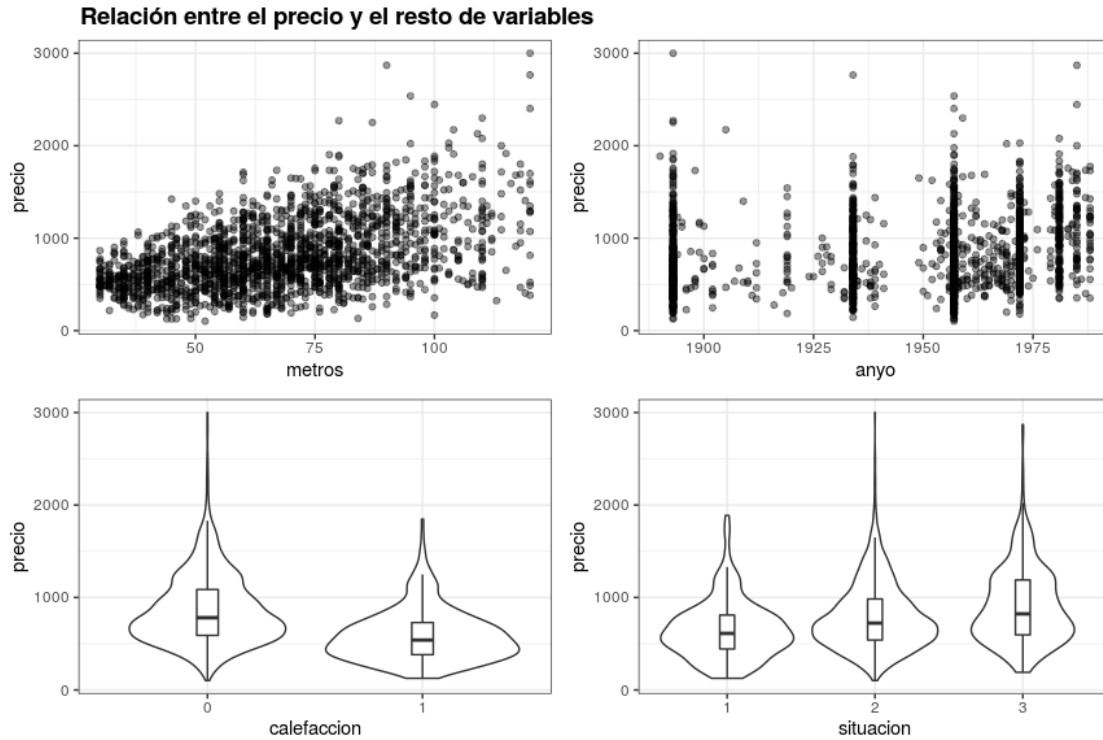 Relación entre el precio y el resto de variables
3000
2000
1000
0
precio
50 75 100
metros
3000
2000
1000
0
precio
1900 1925 1950 1975
anyo
3000
2000
1000
0
precio
0 1
calefaccion
3000
2000
1000
0
precio
1 2 3
situacion